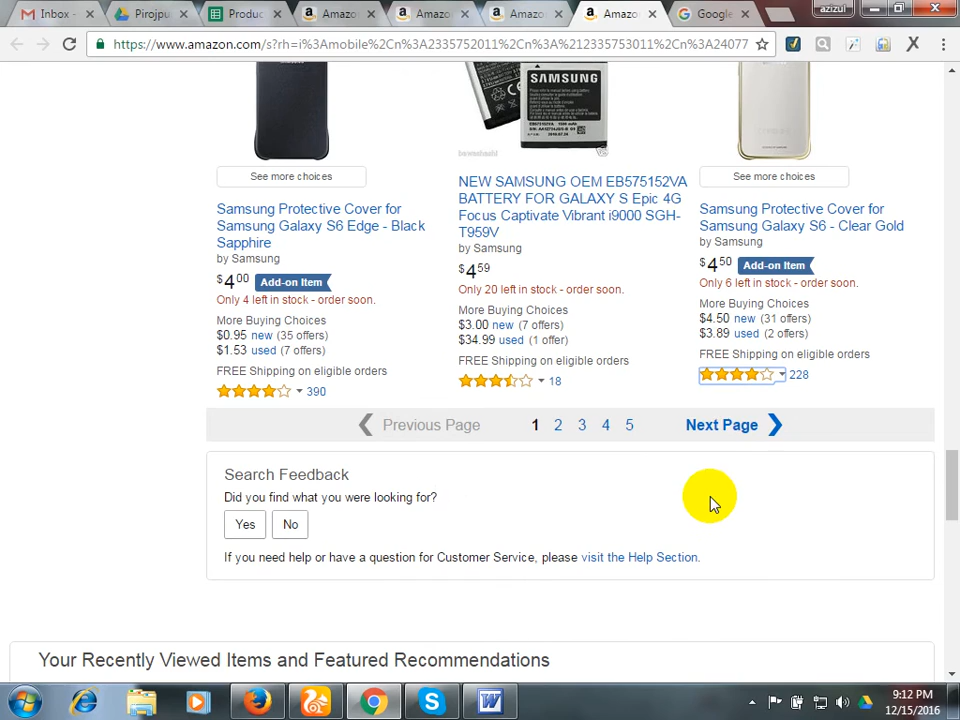 Inbox -
Pirojpu
Produc
Amazo
Amazo
Amazo
Amazo
Google
azizul
https://www.amazon.com/s?rh=i%3Amobile%2Cn%3A2335752011%2Cn%3A%212335753011%2Cn%3A24077
SAMSUNG
SAMSUNG
See more choices
See more choices
Samsung Protective Cover for
Samsung Galaxy S6 Edge - Black
Sapphire
by Samsung
$4 00 Add-on Item
Only 4 left in stock - order soon.
More Buying Choices
$0.95 new (35 offers)
$1.53 used (7 offers)
FREE Shipping on eligible orders
390
NEW SAMSUNG OEM EB575152VA
BATTERY FOR GALAXY S Epic 4G
Focus Captivate Vibrant i9000 SGH-
T959V
by Samsung
$4 59
Only 20 left in stock - order soon.
More Buying Choices
$3.00 new (7 offers)
$34.99 used (1 offer)
FREE Shipping on eligible orders
18
Samsung Protective Cover for
Samsung Galaxy S6 - Clear Gold
by Samsung
$4 50 Add-on Item
Only 6 left in stock - order soon.
More Buying Choices
$4.50 new (31 offers)
$3.89 used (2 offers)
FREE Shipping on eligible orders
228
Previous Page 1 2 3 4 5 Next Page
Search Feedback
Did you find what you were looking for?
Yes No
If you need help or have a question for Customer Service, please visit the Help Section.
Your Recently Viewed Items and Featured Recommendations
9:12 PM
12/15/2016